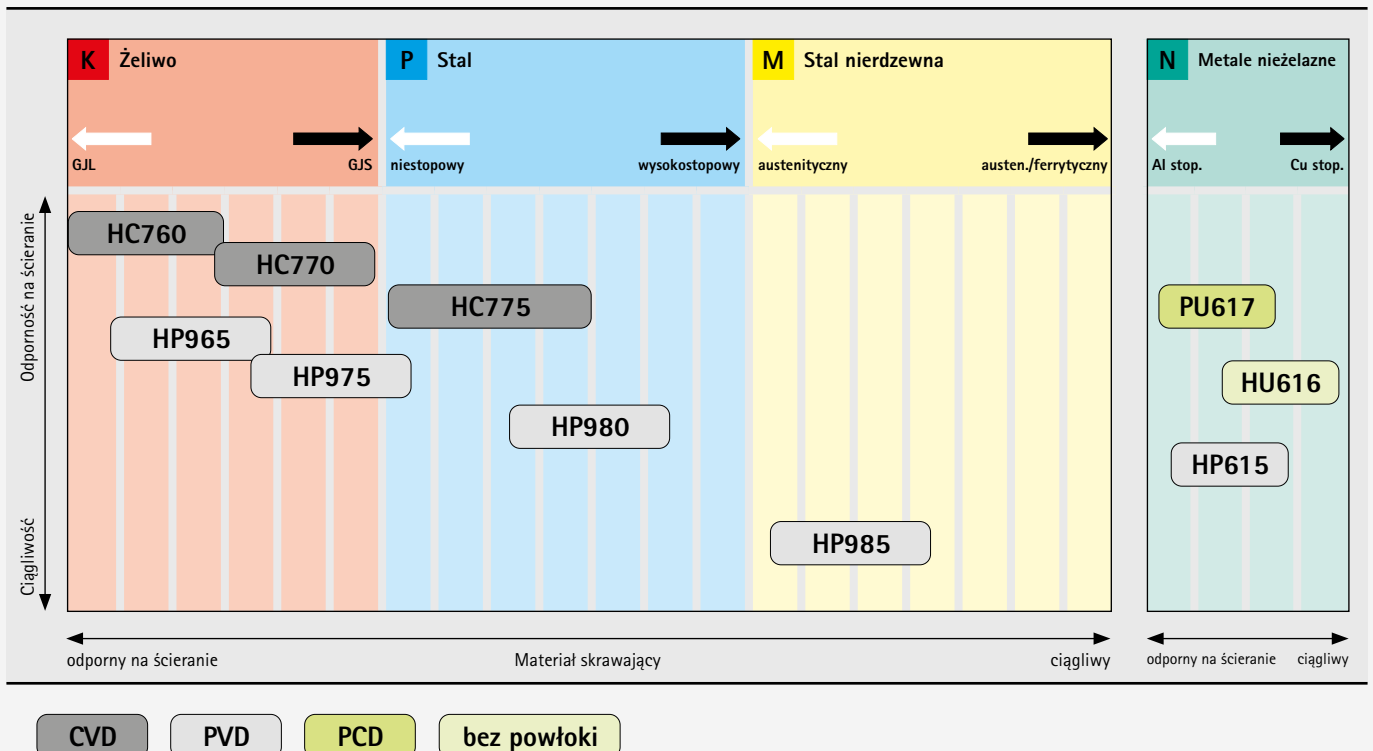 K Żeliwo
P Stal
M Stal nierdzewna
N Metale nieżelazne
GJL
GJS
niestopowy
wysokostopowy
austenityczny
austen./ferrytyczny
Al stop.
Cu stop.
Odporność na ścieranie
Ciągliwość
HC760
HC770
HC775
PU617
HP965
HP975
HU616
HP980
HP615
HP985
odporny na ścieranie
Materiał skrawający
ciągliwy
odporny na ścieranie
ciągliwy
CVD
PVD
PCD
bez powłoki